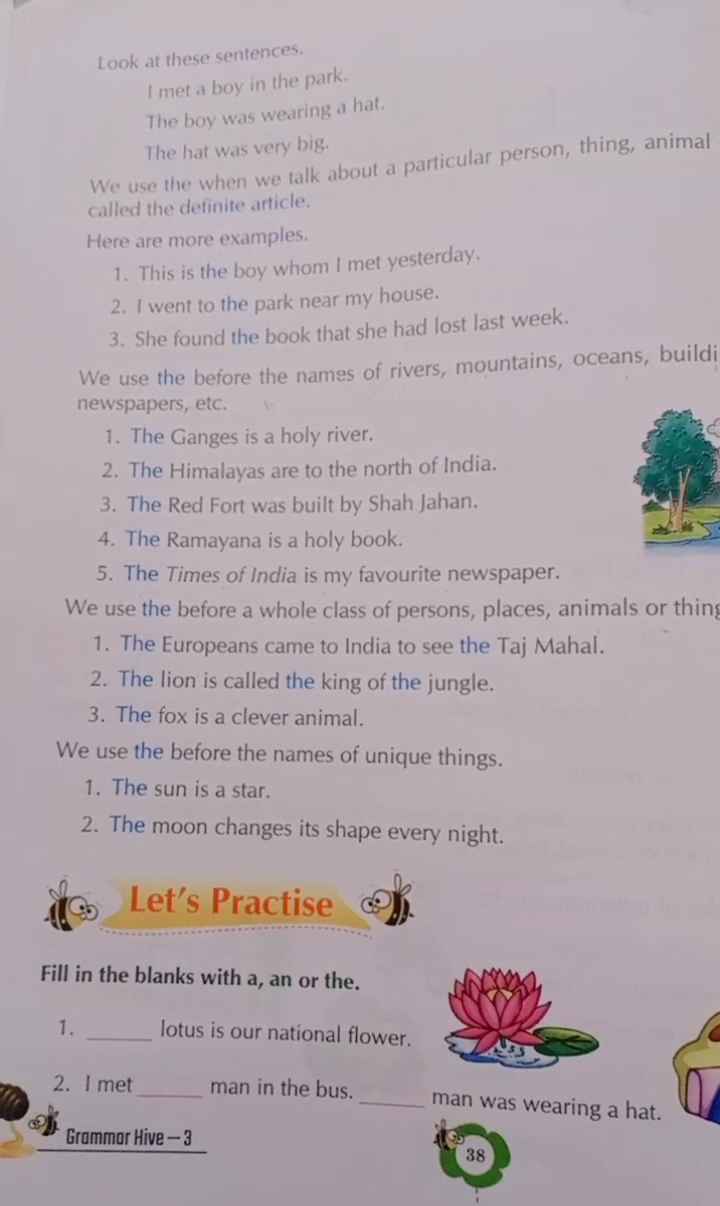 Look at these sentences.
I met a boy in the park.
The boy was wearing a hat.
The hat was very big.
We use the when we talk about a particular person, thing, animal
called the definite article.
Here are more examples.
1. This is the boy whom I met yesterday.
2. I went to the park near my house.
3. She found the book that she had lost last week.
We use the before the names of rivers, mountains, oceans, buildi
newspapers, etc.
1. The Ganges is a holy river.
2. The Himalayas are to the north of India.
3. The Red Fort was built by Shah Jahan.
4. The Ramayana is a holy book.
5. The Times of India is my favourite newspaper.
We use the before a whole class of persons, places, animals or thing
1. The Europeans came to India to see the Taj Mahal.
2. The lion is called the king of the jungle.
3. The fox is a clever animal.
We use the before the names of unique things.
1. The sun is a star.
2. The moon changes its shape every night.
Let's Practise
Fill in the blanks with a, an or the.
1. ______ lotus is our national flower.
2. I met ______ man in the bus. ______ man was wearing a hat.
Grammar Hive – 3
38